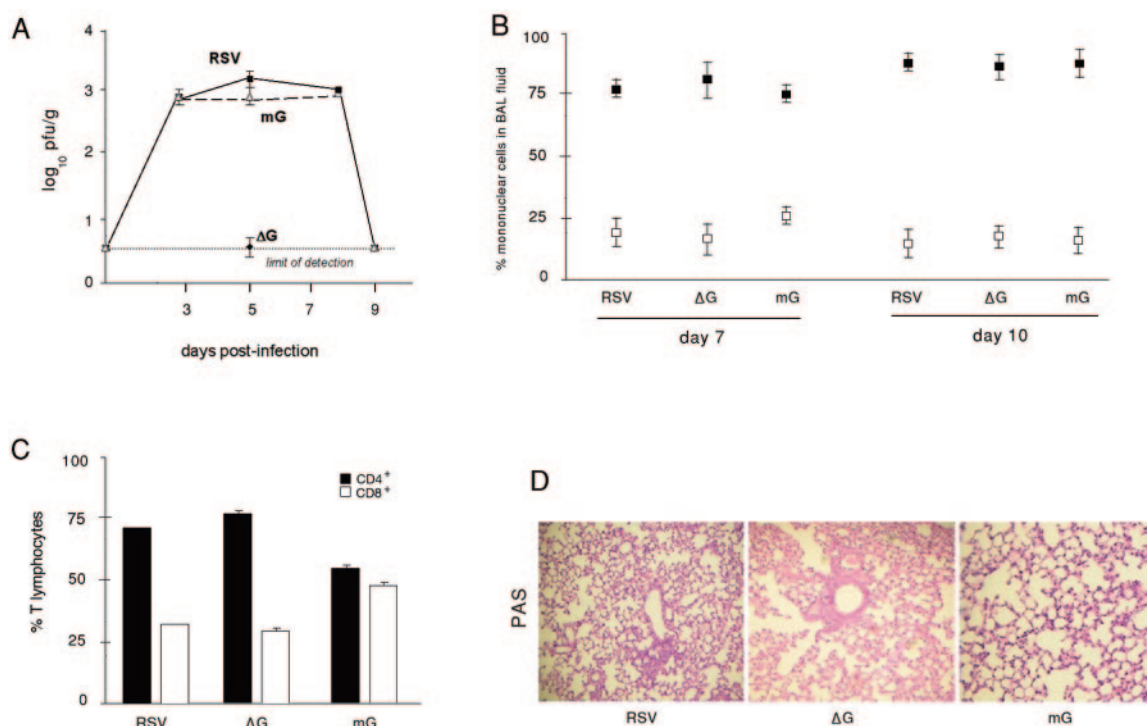 A
4
3
2
1
0
log10 pfu/g
RSV
mG
ΔG
limit of detection
3 5 7 9
days post-infection
B
100
75
50
25
0
% mononuclear cells in BAL fluid
RSV ΔG mG RSV ΔG mG
day 7 day 10
C
100
75
50
25
0
% T lymphocytes
CD4+
CD8+
RSV ΔG mG
D
PAS
RSV ΔG mG